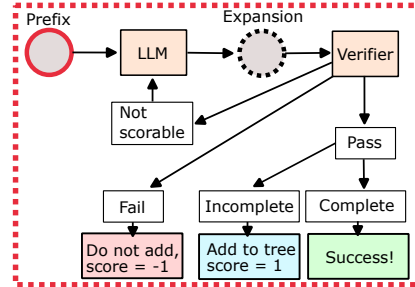 Prefix
Expansion
LLM
Verifier
Not
scorable
Pass
Fail
Incomplete
Complete
Do not add,
score = -1
Add to tree
score = 1
Success!